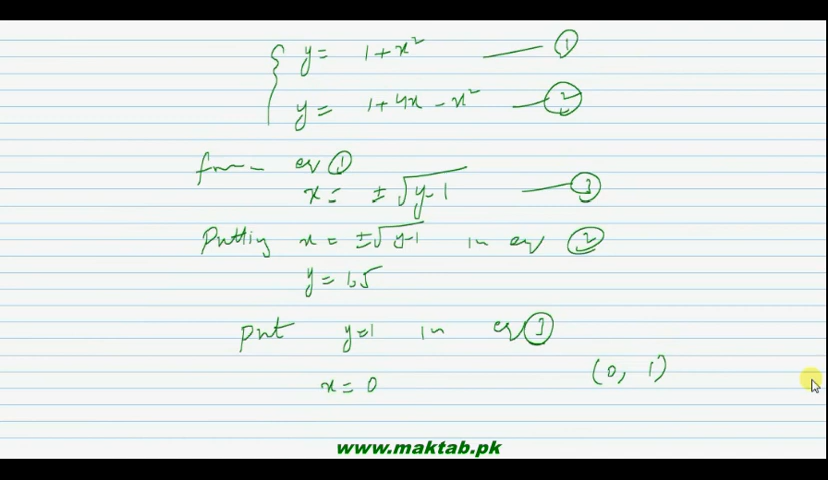 y = 1 + x² ①
y = 1 + 4x - x² ②
from eq ①
x = ± √y-1 ③
Putting x = ± √y-1 in eq ②
y = 1,5
put y=1 in eq ③
(0, 1)
x = 0
www.maktab.pk